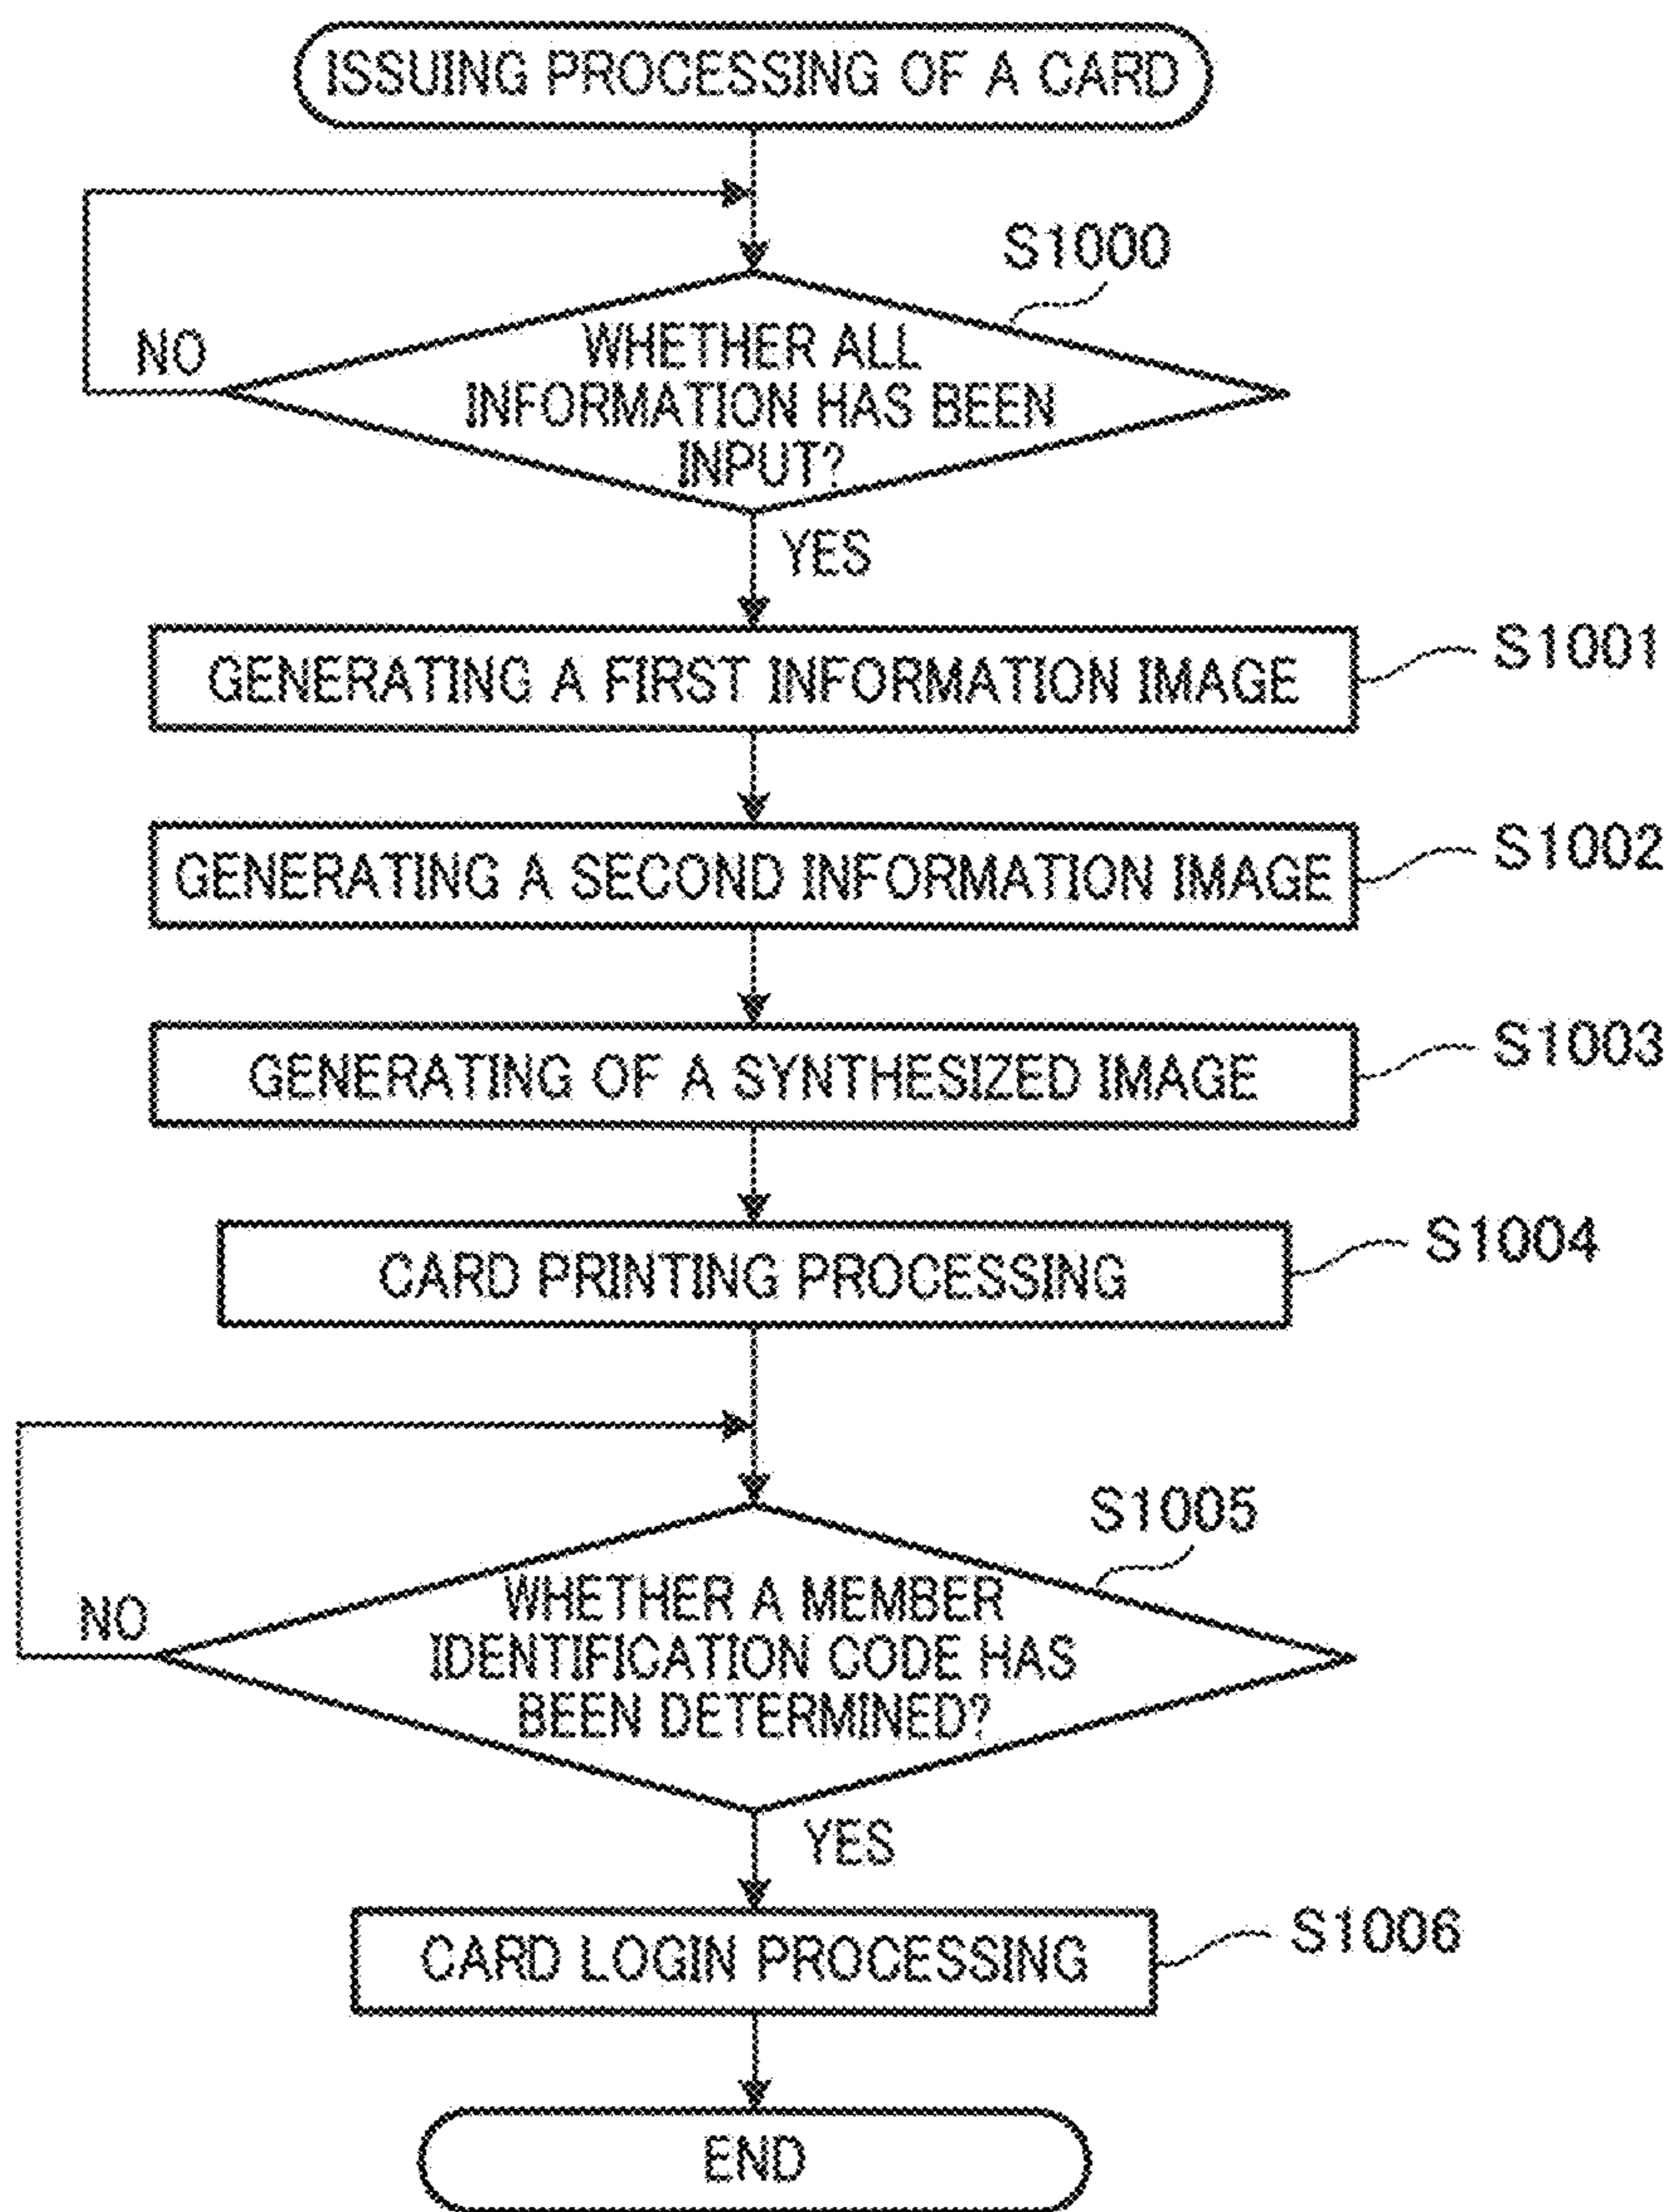 ISSUING PROCESSING OF A CARD
S1000
NO
WHETHER ALL
INFORMATION HAS BEEN
INPUT?
YES
GENERATING A FIRST INFORMATION IMAGE
S1001
GENERATING A SECOND INFORMATION IMAGE
S1002
GENERATING OF A SYNTHESIZED IMAGE
S1003
CARD PRINTING PROCESSING
S1004
S1005
NO
WHETHER A MEMBER
IDENTIFICATION CODE HAS
BEEN DETERMINED?
YES
CARD LOGIN PROCESSING
S1006
END